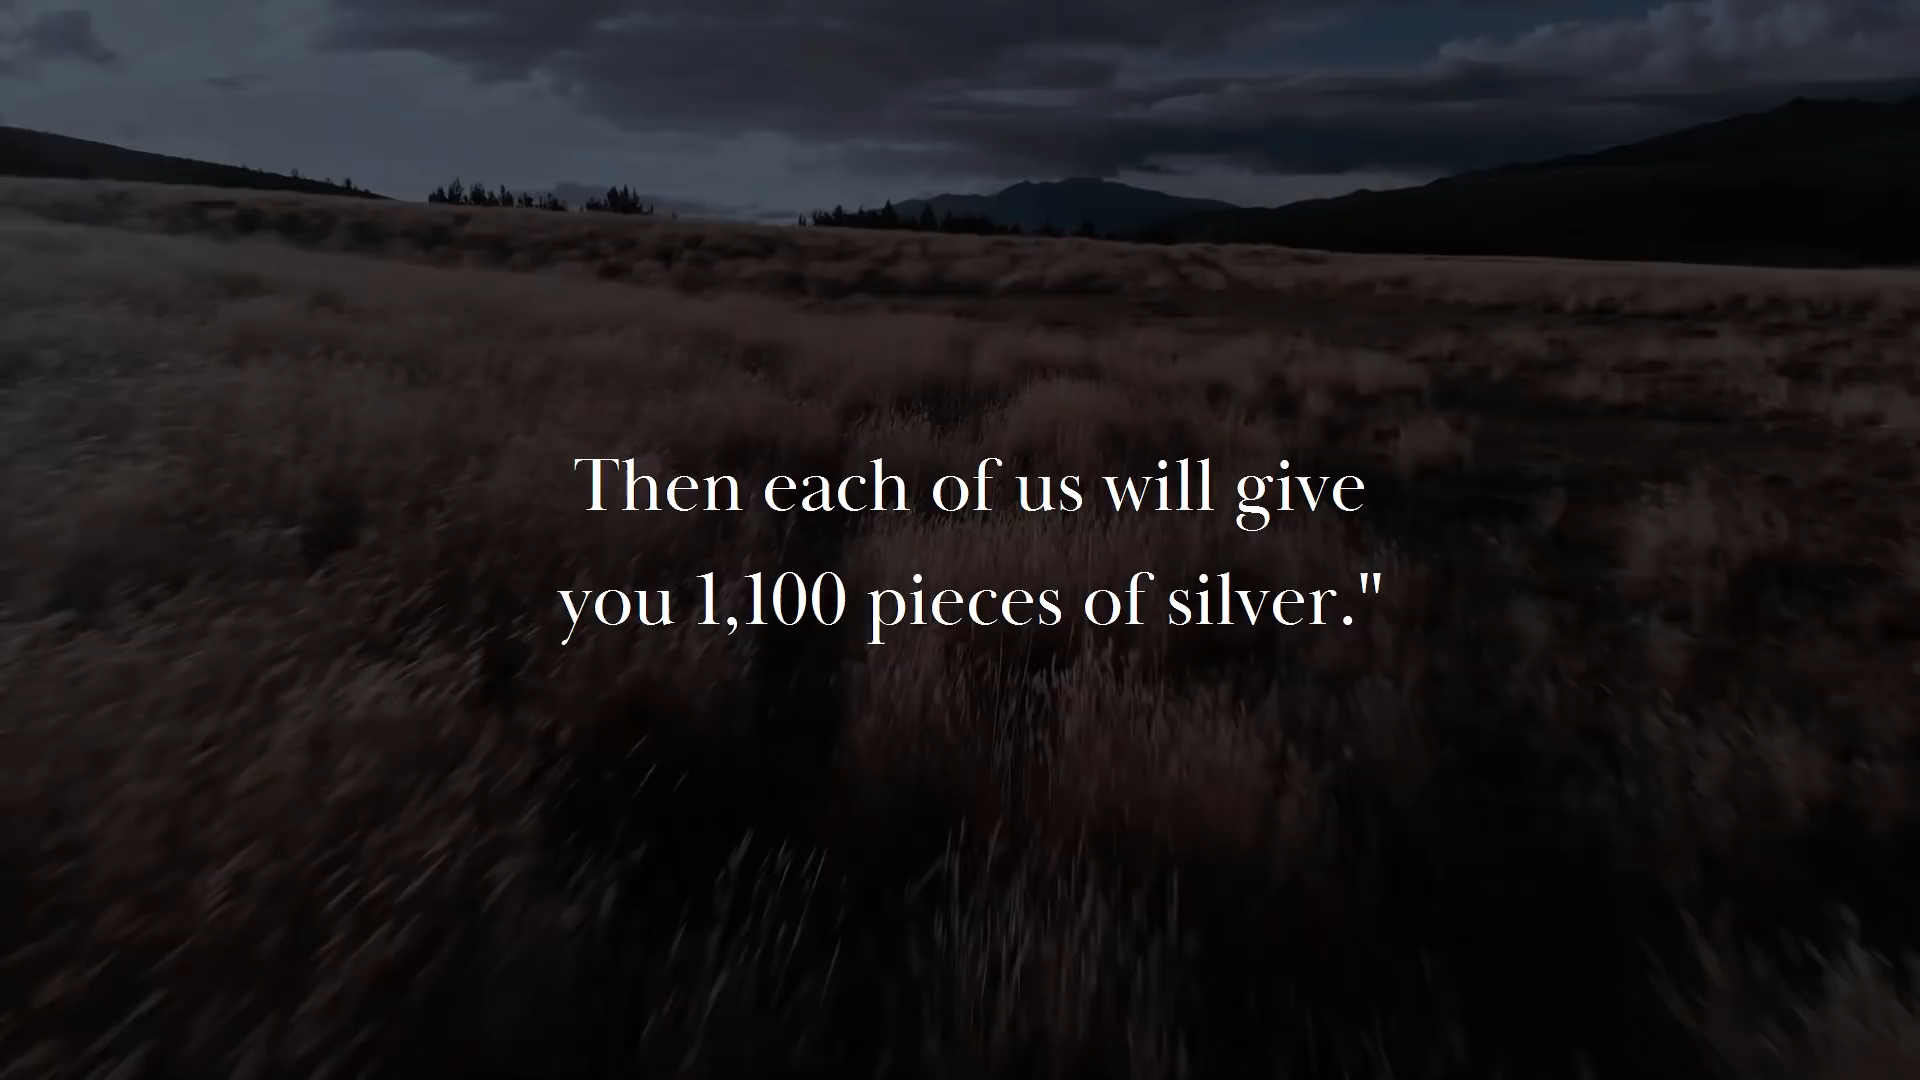 Then each of us will give
you 1,100 pieces of silver."